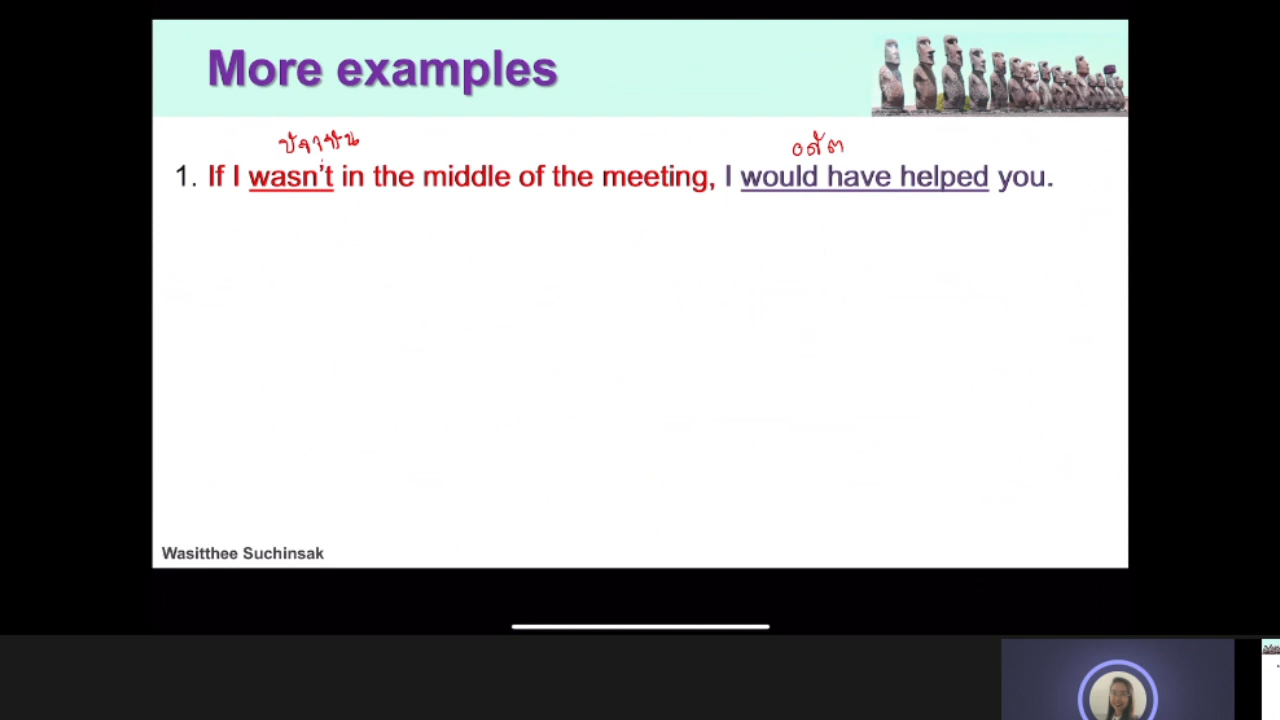 More examples
ปัจจุบัน อดีต
1. If I wasn't in the middle of the meeting, I would have helped you.
Wasitthee Suchinsak